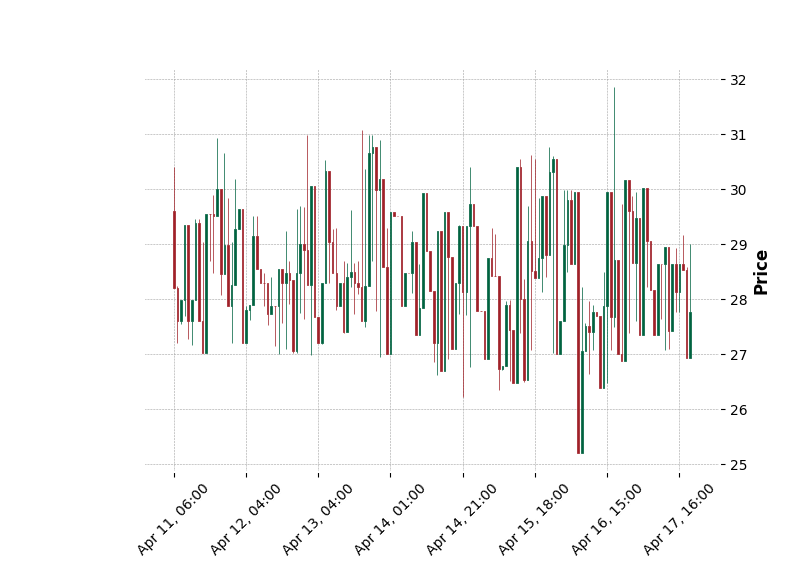 32
31
30
29
28
27
26
25
Price
Apr 11, 06:00
Apr 12, 04:00
Apr 13, 04:00
Apr 14, 01:00
Apr 14, 21:00
Apr 15, 18:00
Apr 16, 15:00
Apr 17, 16:00